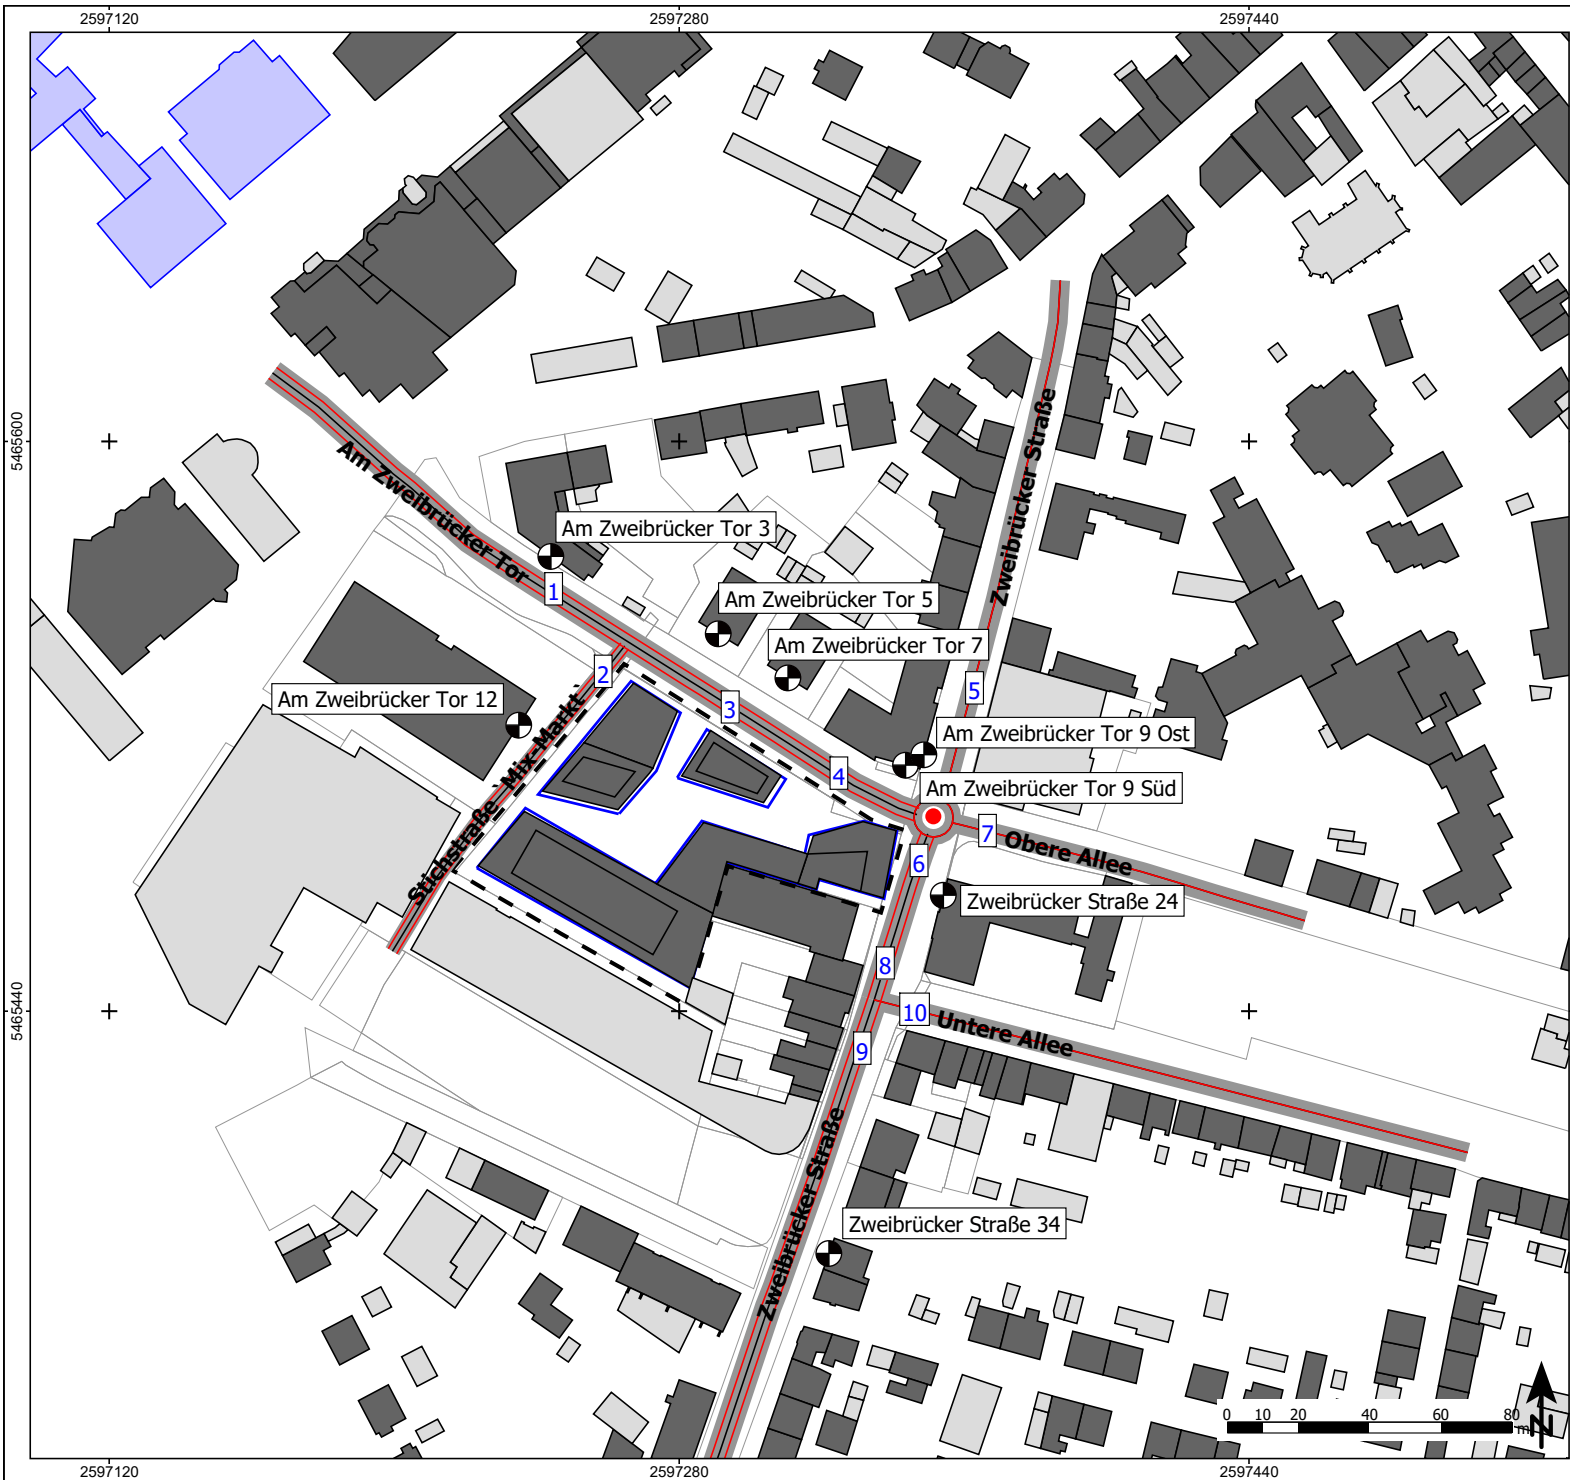 2597120
2597280
2597440
5465600
5465440
Zweibrücker Straße
Am Zweibrücker Tor
Am Zweibrücker Tor 3
1
Am Zweibrücker Tor 5
Am Zweibrücker Tor 7
2
5
Am Zweibrücker Tor 12
3
Am Zweibrücker Tor 9 Ost
4
Am Zweibrücker Tor 9 Süd
Stichstraße `Mix-Markt`
7
Obere Allee
6
Zweibrücker Straße 24
8
10
Untere Allee
9
Zweibrücker Straße
Zweibrücker Straße 34
0 10 20 40 60 80
m
N
2597120
2597280
2597440